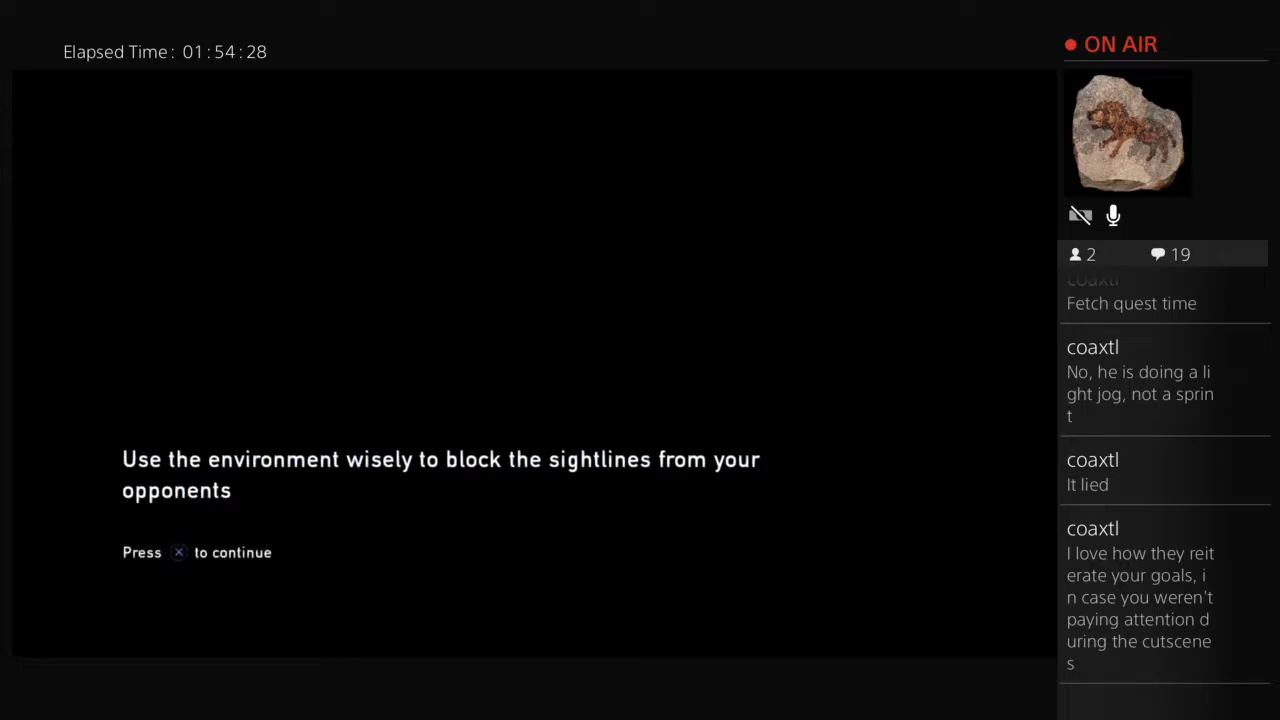 Elapsed Time: 01:54:28
ON AIR
2 19
coaxtl
Fetch quest time
coaxtl
No, he is doing a li
ght jog, not a sprin
t
coaxtl
It lied
coaxtl
I love how they reit
erate your goals, i
n case you weren't
paying attention d
uring the cutscene
s
Use the environment wisely to block the sightlines from your
opponents
Press to continue